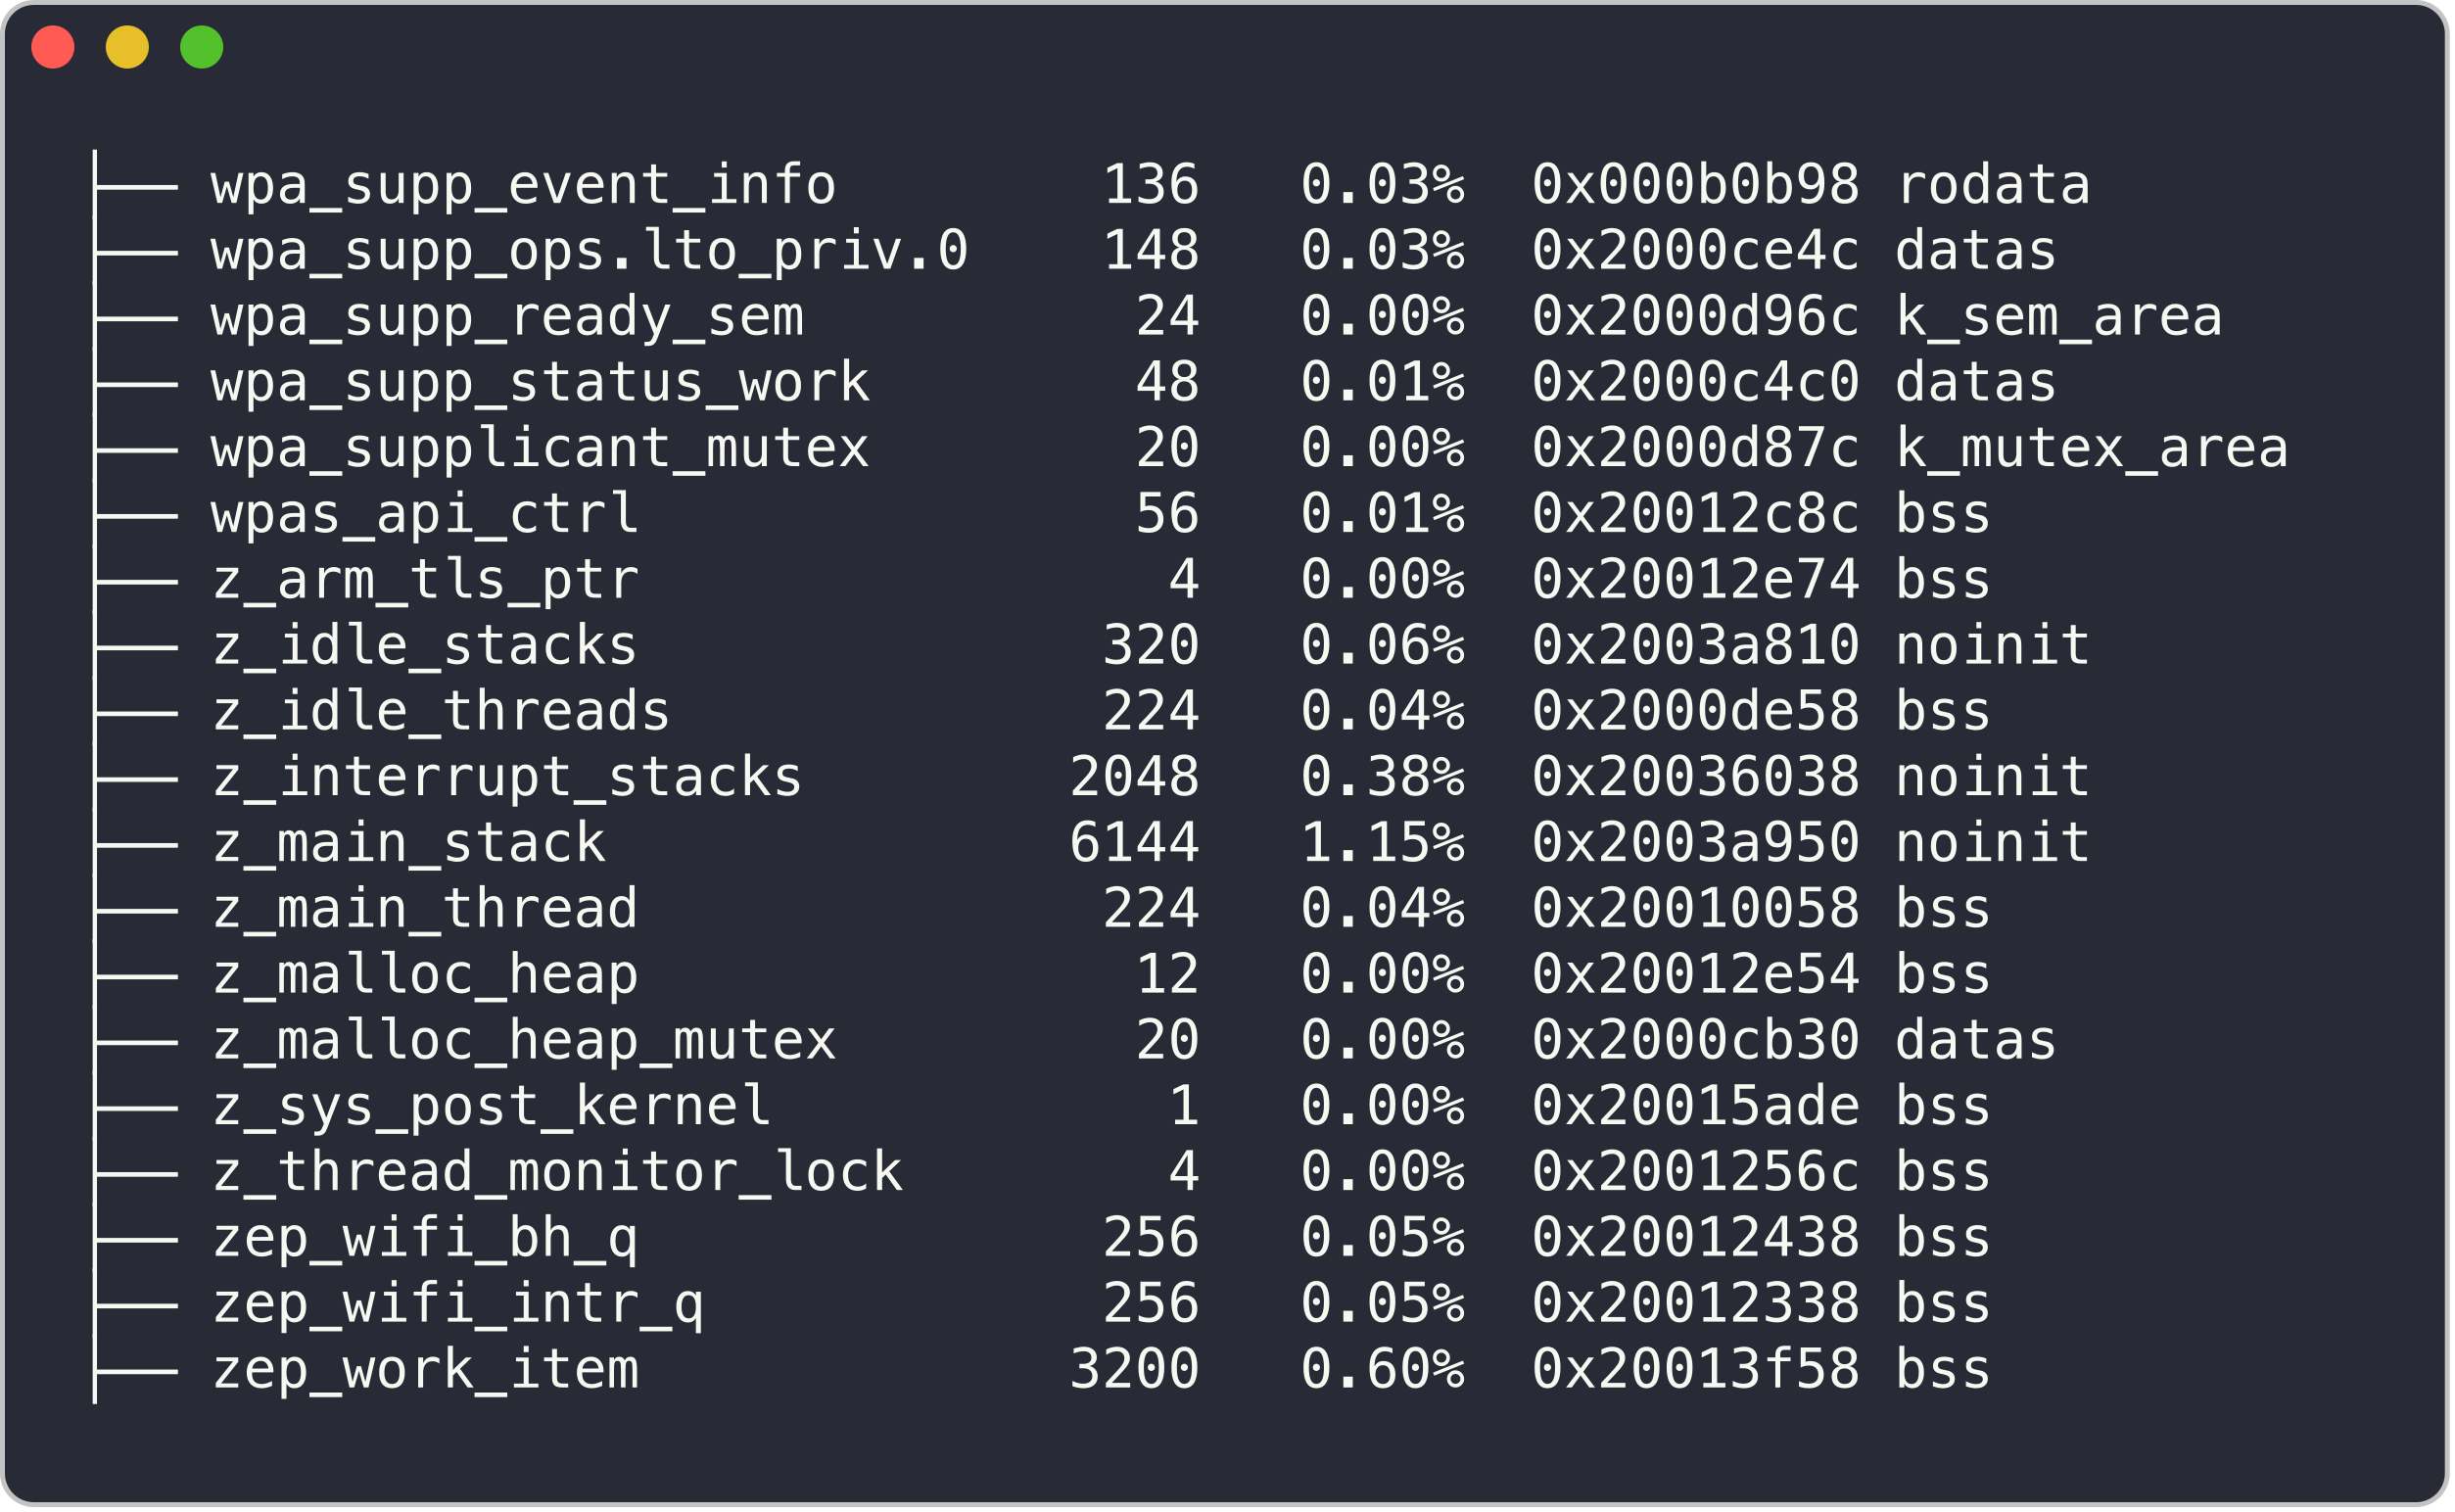 ├── wpa_supp_event_info             136   0.03%  0x000b0b98 rodata
├── wpa_supp_ops.lto_priv.0         148   0.03%  0x2000ce4c datas
├── wpa_supp_ready_sem               24   0.00%  0x2000d96c k_sem_area
├── wpa_supp_status_work             48   0.01%  0x2000c4c0 datas
├── wpa_supplicant_mutex             20   0.00%  0x2000d87c k_mutex_area
├── wpas_api_ctrl                    56   0.01%  0x20012c8c bss
├── z_arm_tls_ptr                     4   0.00%  0x20012e74 bss
├── z_idle_stacks                   320   0.06%  0x2003a810 noinit
├── z_idle_threads                  224   0.04%  0x2000de58 bss
├── z_interrupt_stacks             2048   0.38%  0x20036038 noinit
├── z_main_stack                   6144   1.15%  0x2003a950 noinit
├── z_main_thread                   224   0.04%  0x20010058 bss
├── z_malloc_heap                    12   0.00%  0x20012e54 bss
├── z_malloc_heap_mutex              20   0.00%  0x2000cb30 datas
├── z_sys_post_kernel                 1   0.00%  0x20015ade bss
├── z_thread_monitor_lock             4   0.00%  0x2001256c bss
├── zep_wifi_bh_q                   256   0.05%  0x20012438 bss
├── zep_wifi_intr_q                 256   0.05%  0x20012338 bss
├── zep_work_item                  3200   0.60%  0x20013f58 bss